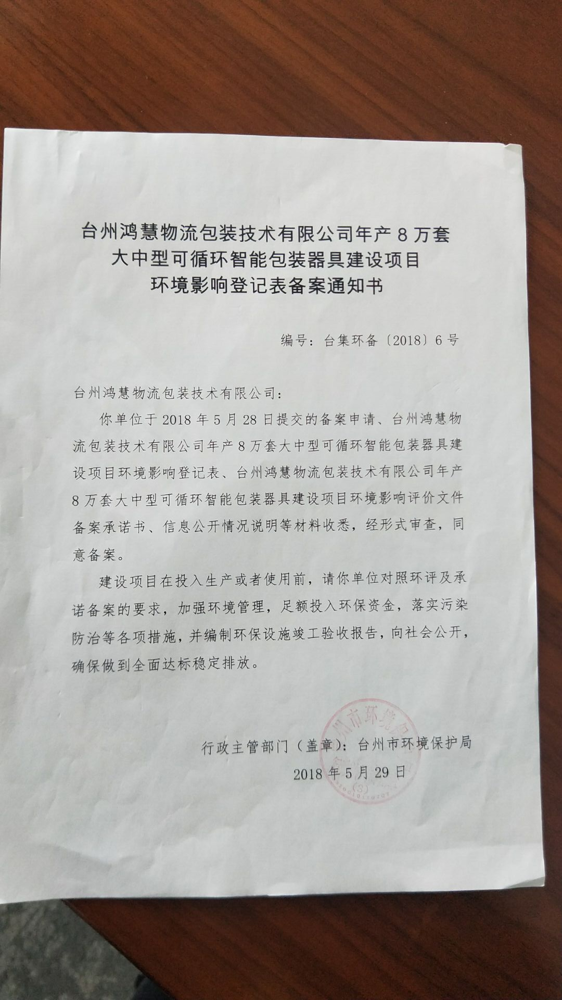 台州鸿慧物流包装技术有限公司年产 8 万套
大中型可循环智能包装器具建设项目
环境影响登记表备案通知书
编号：台集环备〔2018〕6 号
台州鸿慧物流包装技术有限公司：
你单位于 2018 年 5 月 28 日提交的备案申请、台州鸿慧物
流包装技术有限公司年产 8 万套大中型可循环智能包装器具建
设项目环境影响登记表、台州鸿慧物流包装技术有限公司年产
8 万套大中型可循环智能包装器具建设项目环境影响评价文件
备案承诺书、信息公开情况说明等材料收悉，经形式审查，同
意备案。
建设项目在投入生产或者使用前，请你单位对照环评及承
诺备案的要求，加强环境管理，足额投入环保资金，落实污染
防治等各项措施，并编制环保设施竣工验收报告，向社会公开，
确保做到全面达标稳定排放。
州市环境保
行政主管部门（盖章）：台州市环境保护局
2018 年 5 月 29 日
(3)